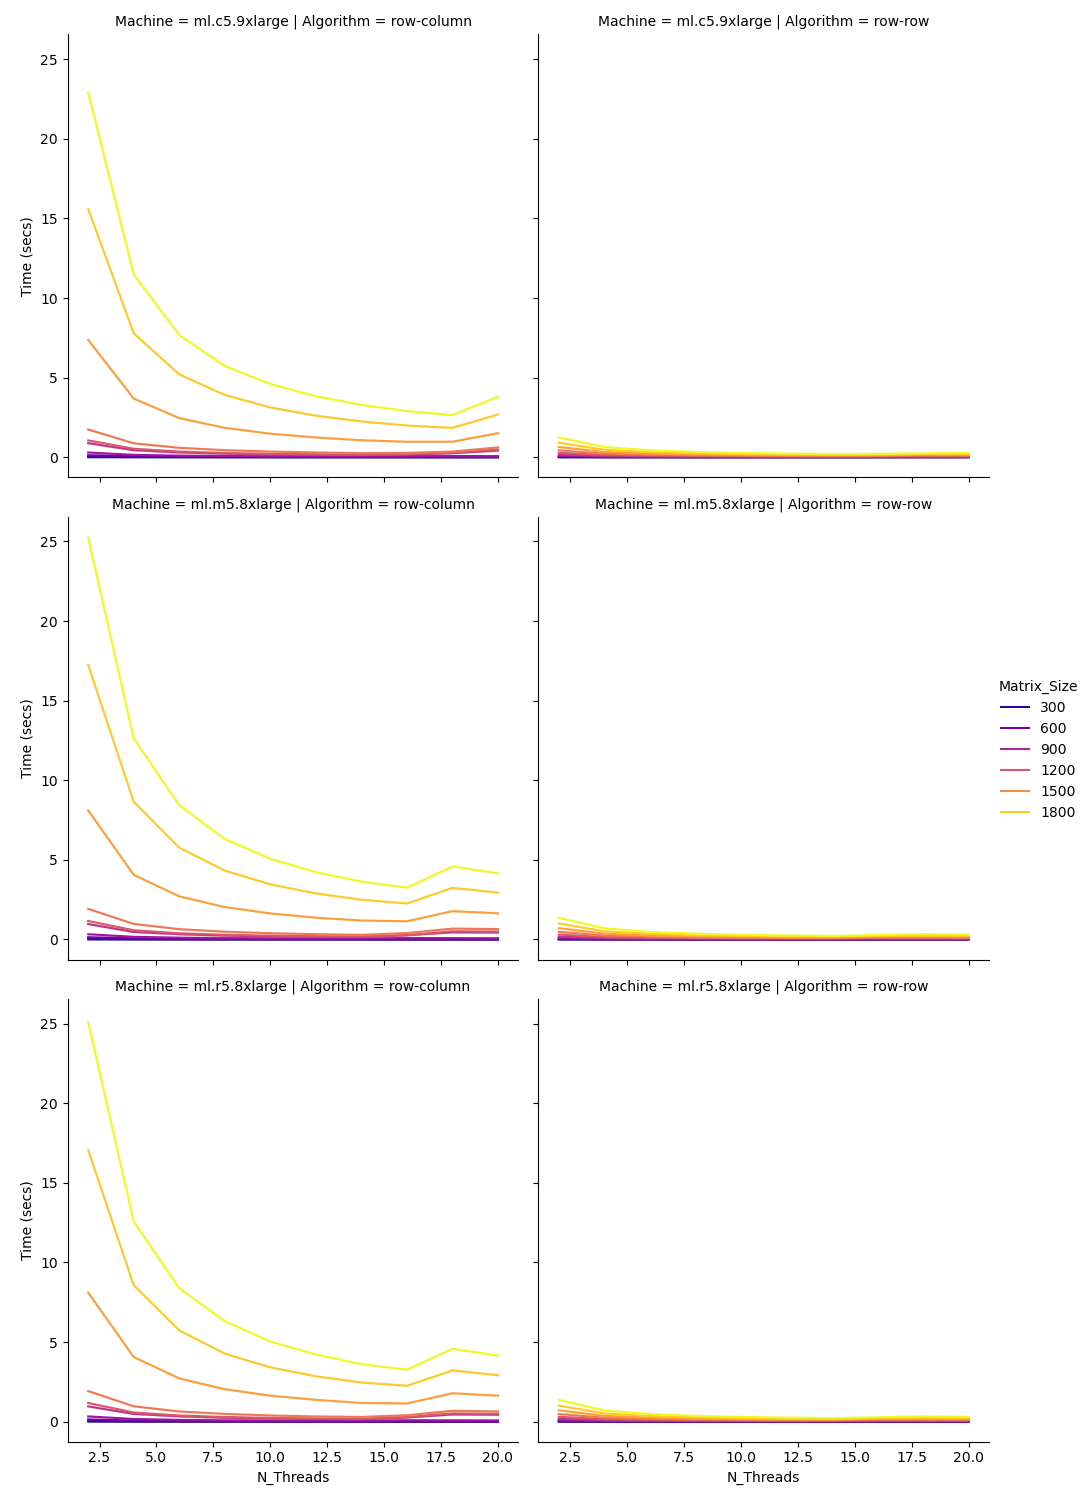 Machine = ml.c5.9xlarge | Algorithm = row-column
Machine = ml.c5.9xlarge | Algorithm = row-row
25
20
15
10
5
0
Time (secs)
Machine = ml.m5.8xlarge | Algorithm = row-column
Machine = ml.m5.8xlarge | Algorithm = row-row
25
20
15
10
5
0
Time (secs)
Matrix_Size
300
600
900
1200
1500
1800
Machine = ml.r5.8xlarge | Algorithm = row-column
Machine = ml.r5.8xlarge | Algorithm = row-row
25
20
15
10
5
0
Time (secs)
2.5 5.0 7.5 10.0 12.5 15.0 17.5 20.0
N_Threads
2.5 5.0 7.5 10.0 12.5 15.0 17.5 20.0
N_Threads